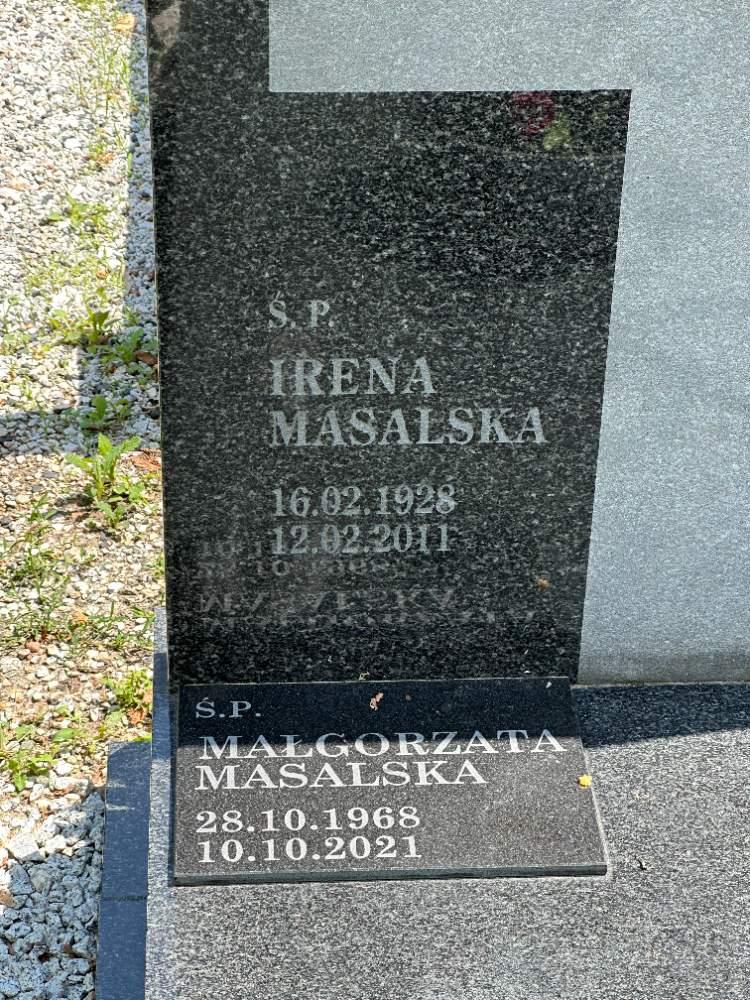 Ś. P.
IRENA
MASALSKA
16.02.1928
12.02.2011
Ś.P.
MAŁGORZATA
MASALSKA
28.10.1968
10.10.2021